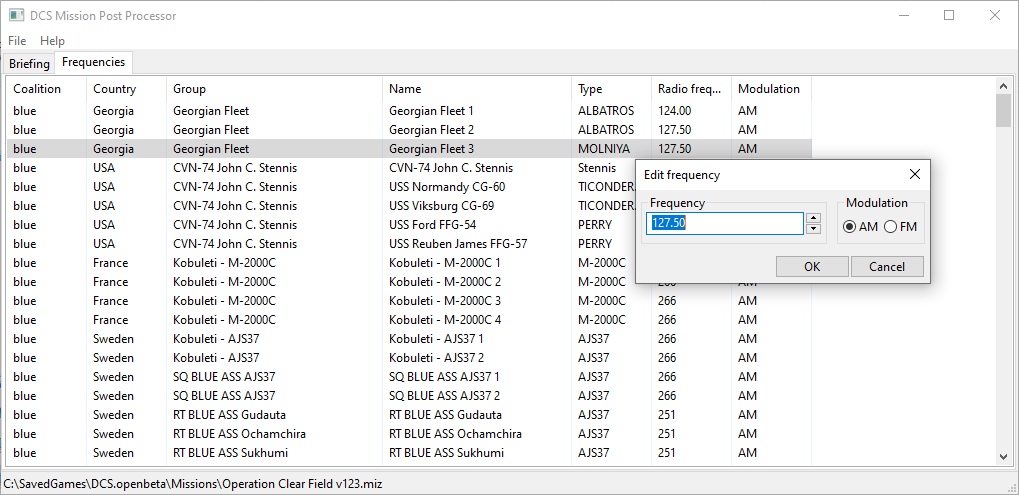 DCS Mission Post Processor
File Help
Briefing Frequencies
Coalition Country Group Name Type Radio freq... Modulation
blue Georgia Georgian Fleet Georgian Fleet 1 ALBATROS 124.00 AM
blue Georgia Georgian Fleet Georgian Fleet 2 ALBATROS 127.50 AM
blue Georgia Georgian Fleet Georgian Fleet 3 MOLNIYA 127.50 AM
blue USA CVN-74 John C. Stennis CVN-74 John C. Stennis Stennis
blue USA CVN-74 John C. Stennis USS Normandy CG-60 TICONDER
blue USA CVN-74 John C. Stennis USS Viksburg CG-69 TICONDER
blue USA CVN-74 John C. Stennis USS Ford FFG-54 PERRY
blue USA CVN-74 John C. Stennis USS Reuben James FFG-57 PERRY
Edit frequency
Frequency Modulation
127.50 AM FM
OK Cancel
blue France Kobuleti - M-2000C Kobuleti - M-2000C 1 M-2000C
blue France Kobuleti - M-2000C Kobuleti - M-2000C 2 M-2000C 266 AM
blue France Kobuleti - M-2000C Kobuleti - M-2000C 3 M-2000C 266 AM
blue France Kobuleti - M-2000C Kobuleti - M-2000C 4 M-2000C 266 AM
blue Sweden Kobuleti - AJS37 Kobuleti - AJS37 1 AJS37 266 AM
blue Sweden Kobuleti - AJS37 Kobuleti - AJS37 2 AJS37 266 AM
blue Sweden SQ BLUE ASS AJS37 SQ BLUE ASS AJS37 1 AJS37 266 AM
blue Sweden SQ BLUE ASS AJS37 SQ BLUE ASS AJS37 2 AJS37 266 AM
blue Sweden RT BLUE ASS Gudauta RT BLUE ASS Gudauta AJS37 251 AM
blue Sweden RT BLUE ASS Ochamchira RT BLUE ASS Ochamchira AJS37 251 AM
blue Sweden RT BLUE ASS Sukhumi RT BLUE ASS Sukhumi AJS37 251 AM
C:\SavedGames\DCS.openbeta\Missions\Operation Clear Field v123.miz